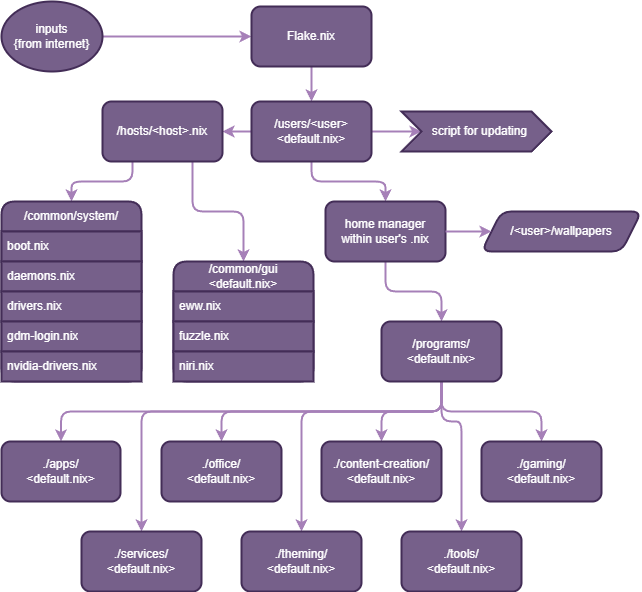 inputs
{from internet}
Flake.nix
/hosts/<host>.nix
/users/<user>
<default.nix>
script for updating
/common/system/
boot.nix
daemons.nix
drivers.nix
gdm-login.nix
nvidia-drivers.nix
/common/gui
<default.nix>
eww.nix
fuzzle.nix
niri.nix
home manager
within user's .nix
/<user>/wallpapers
/programs/
<default.nix>
./apps/
<default.nix>
./office/
<default.nix>
./content-creation/
<default.nix>
./gaming/
<default.nix>
./services/
<default.nix>
./theming/
<default.nix>
./tools/
<default.nix>